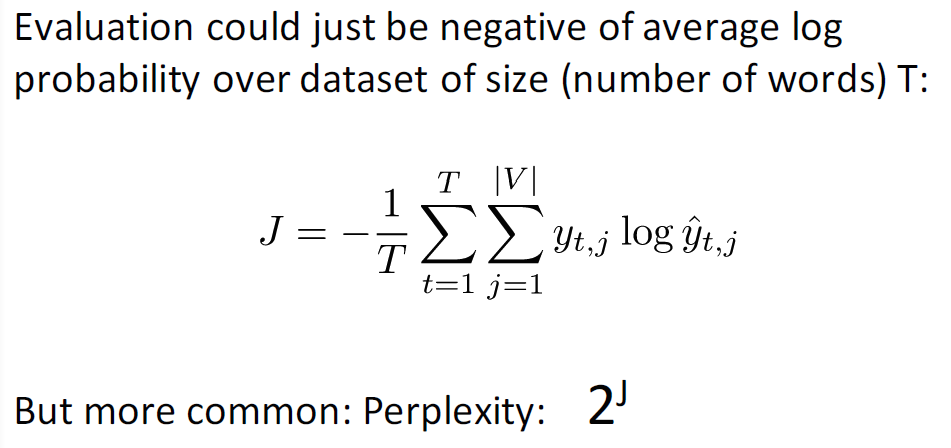 Evaluation could just be negative of average log
probability over dataset of size (number of words) T:
J = -\frac{1}{T} \sum_{t=1}^{T} \sum_{j=1}^{|V|} y_{t,j} \log \hat{y}_{t,j}
But more common: Perplexity: 2^J